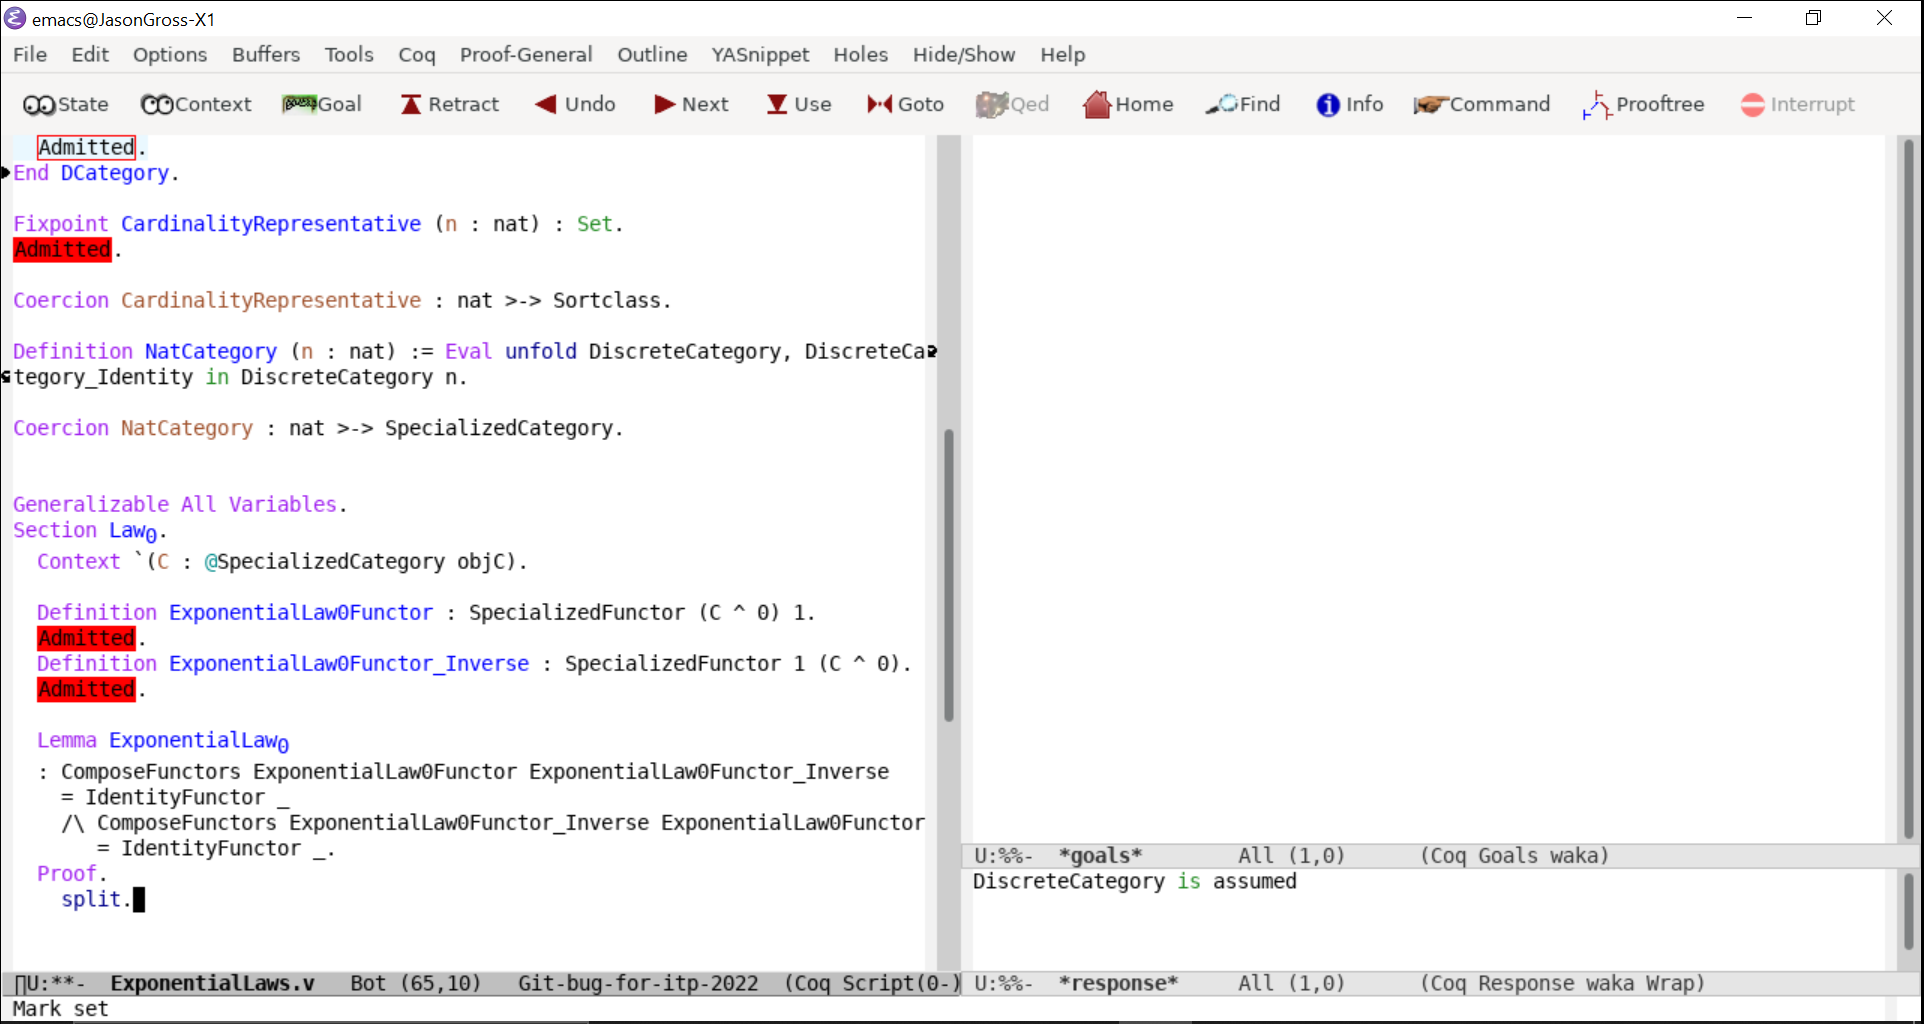 emacs@JasonGross-X1
File Edit Options Buffers Tools Coq Proof-General Outline YASnippet Holes Hide/Show Help
State Context Goal Retract Undo Next Use Goto Qed Home Find Info Command Prooftree Interrupt
Admitted.
End DCategory.
Fixpoint CardinalityRepresentative (n : nat) : Set.
Admitted.
Coercion CardinalityRepresentative : nat >-> Sortclass.
Definition NatCategory (n : nat) := Eval unfold DiscreteCategory, DiscreteCa
tegory_Identity in DiscreteCategory n.
Coercion NatCategory : nat >-> SpecializedCategory.
Generalizable All Variables.
Section Law₀.
Context `(C : @SpecializedCategory objC).
Definition ExponentialLaw0Functor : SpecializedFunctor (C ^ 0) 1.
Admitted.
Definition ExponentialLaw0Functor_Inverse : SpecializedFunctor 1 (C ^ 0).
Admitted.
Lemma ExponentialLaw₀
: ComposeFunctors ExponentialLaw0Functor ExponentialLaw0Functor_Inverse
= IdentityFunctor _
/\ ComposeFunctors ExponentialLaw0Functor_Inverse ExponentialLaw0Functor
= IdentityFunctor _.
Proof.
split.
U:**- ExponentialLaws.v Bot (65,10) Git-bug-for-itp-2022 (Coq Script(0-)
Mark set
U:%%- *goals* All (1,0) (Coq Goals waka)
DiscreteCategory is assumed
U:%%- *response* All (1,0) (Coq Response waka Wrap)